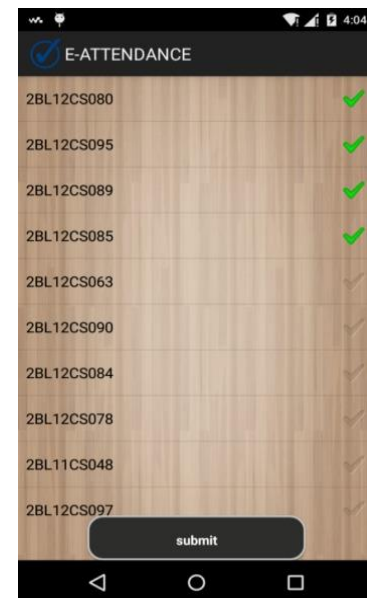 4:04
E-ATTENDANCE
2BL12CS080
2BL12CS095
2BL12CS089
2BL12CS085
2BL12CS063
2BL12CS090
2BL12CS084
2BL12CS078
2BL11CS048
2BL12CS097
submit